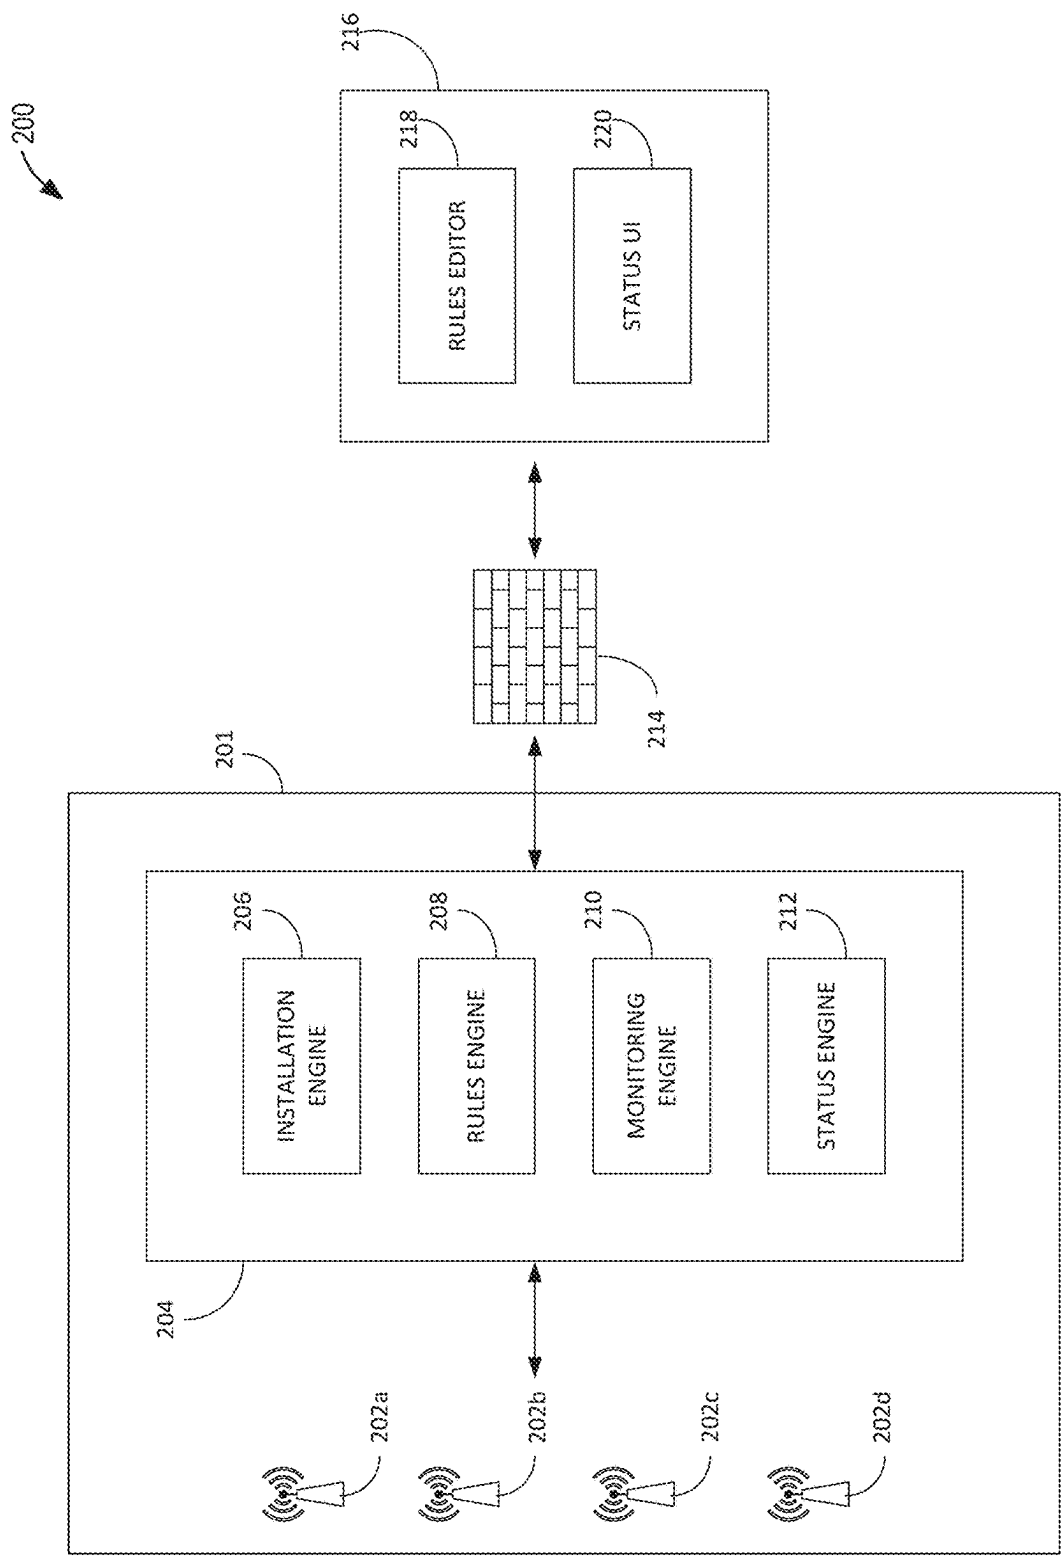 200
201
204
206
INSTALLATION
ENGINE
208
RULES ENGINE
210
MONITORING
ENGINE
212
STATUS ENGINE
202a
202b
202c
202d
214
216
218
RULES EDITOR
220
STATUS UI